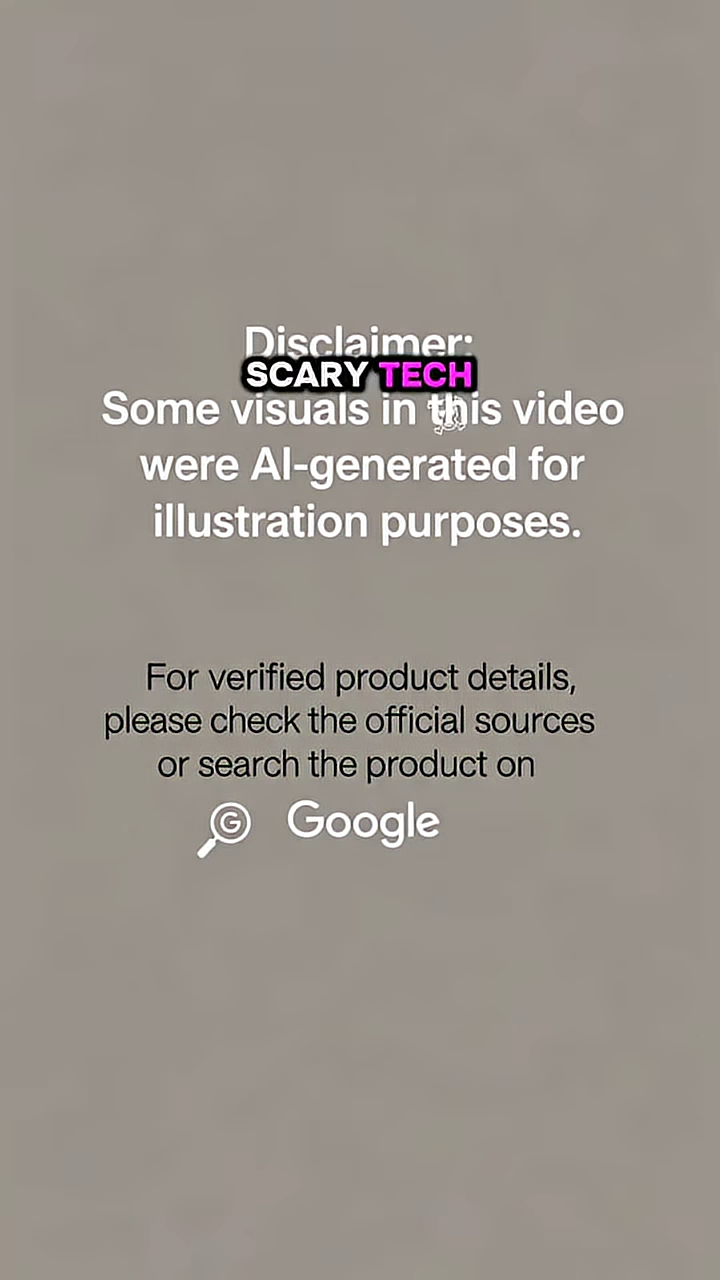 Disclaimer:
SCARY TECH
Some visuals in this video
were AI-generated for
illustration purposes.
For verified product details,
please check the official sources
or search the product on
G Google